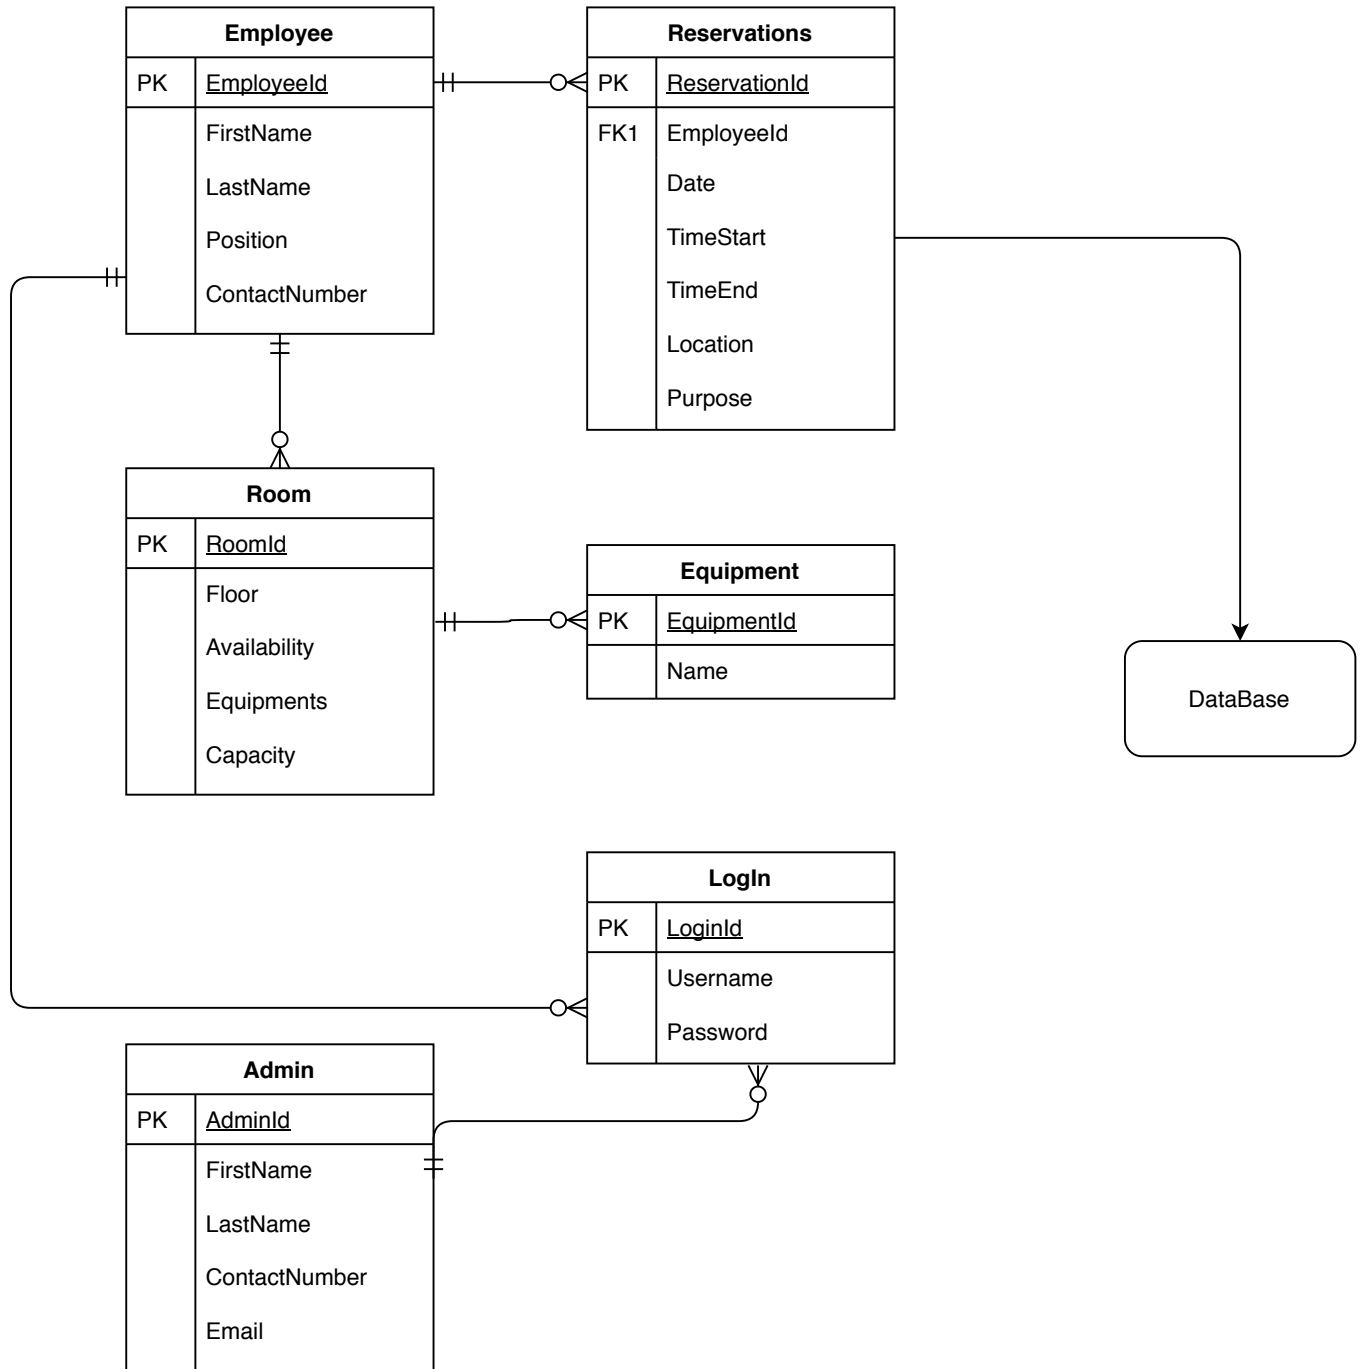 Employee
PK EmployeeId
FirstName
LastName
Position
ContactNumber
Reservations
PK ReservationId
FK1 EmployeeId
Date
TimeStart
TimeEnd
Location
Purpose
Room
PK RoomId
Floor
Availability
Equipments
Capacity
Equipment
PK EquipmentId
Name
DataBase
LogIn
PK LoginId
Username
Password
Admin
PK AdminId
FirstName
LastName
ContactNumber
Email